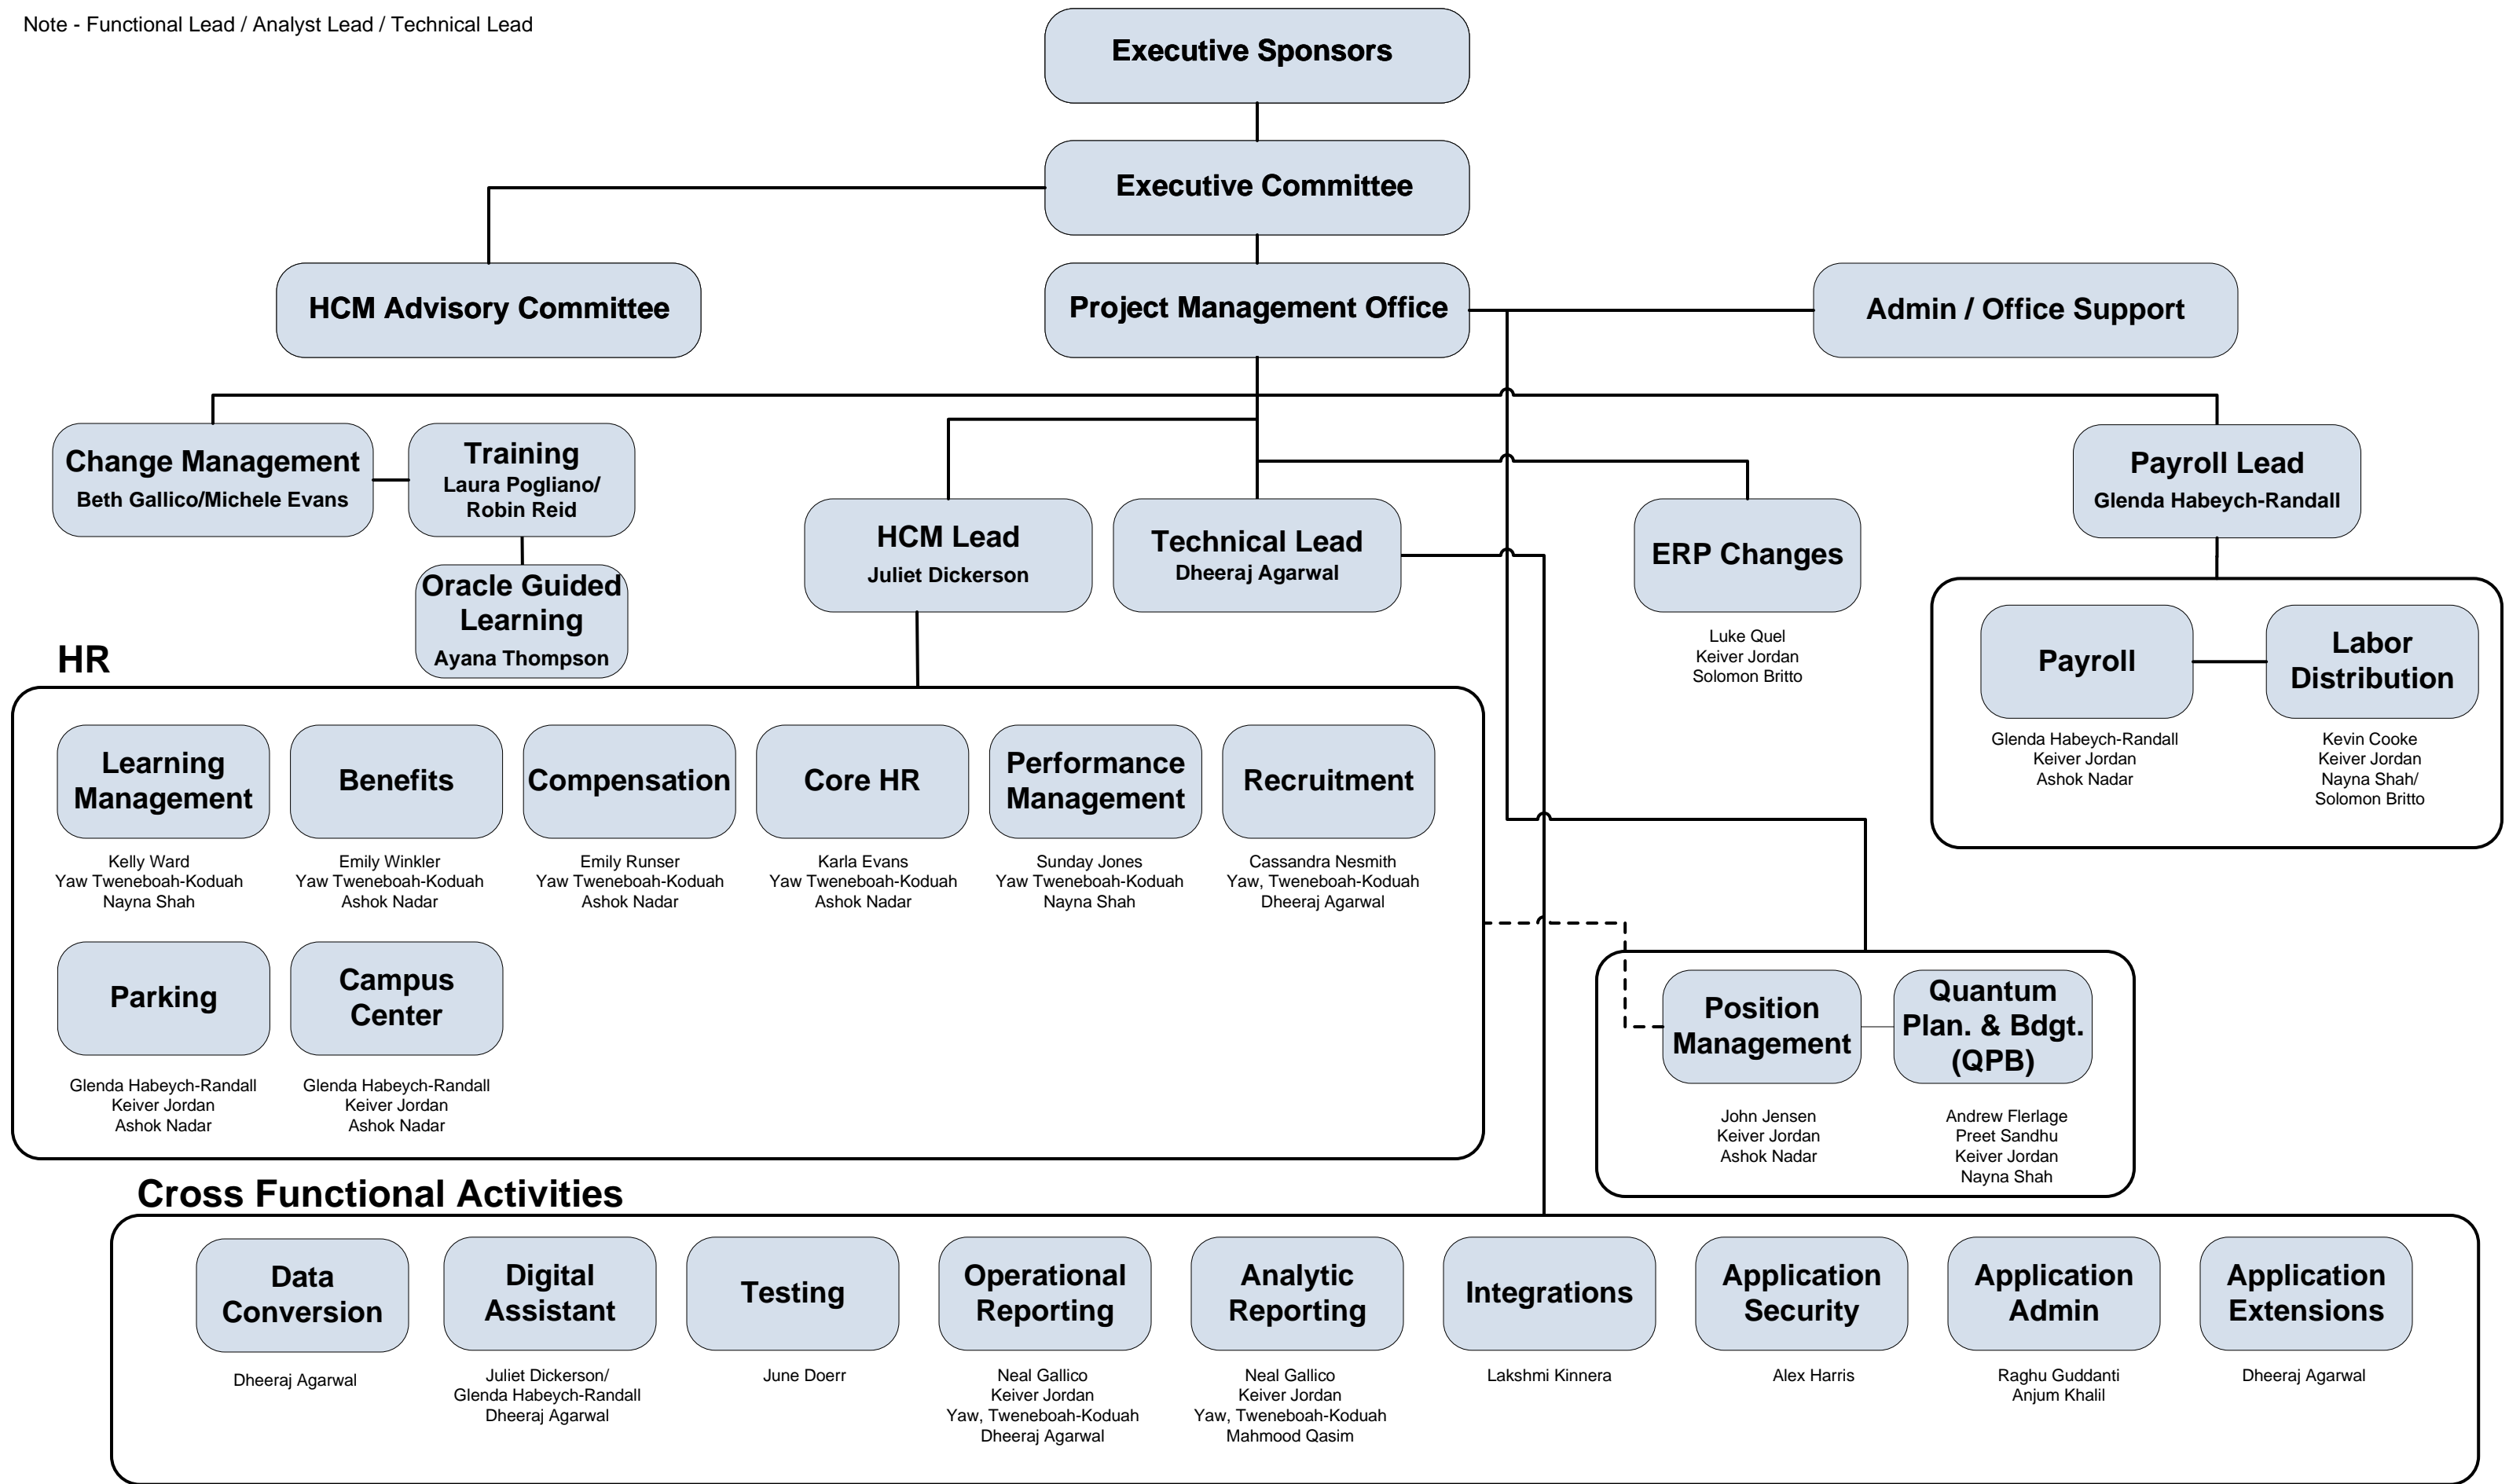 Note - Functional Lead / Analyst Lead / Technical Lead
Executive Sponsors
Executive Committee
HCM Advisory Committee
Project Management Office
Admin / Office Support
Change Management
Beth Gallico/Michele Evans
Training
Laura Pogliano/
Robin Reid
Oracle Guided
Learning
Ayana Thompson
HCM Lead
Juliet Dickerson
Technical Lead
Dheeraj Agarwal
ERP Changes
Luke Quel
Keiver Jordan
Solomon Britto
Payroll Lead
Glenda Habeych-Randall
Payroll
Glenda Habeych-Randall
Keiver Jordan
Ashok Nadar
Labor
Distribution
Kevin Cooke
Keiver Jordan
Nayna Shah/
Solomon Britto
HR
Learning
Management
Kelly Ward
Yaw Tweneboah-Koduah
Nayna Shah
Benefits
Emily Winkler
Yaw Tweneboah-Koduah
Ashok Nadar
Compensation
Emily Runser
Yaw Tweneboah-Koduah
Ashok Nadar
Core HR
Karla Evans
Yaw Tweneboah-Koduah
Ashok Nadar
Performance
Management
Sunday Jones
Yaw Tweneboah-Koduah
Nayna Shah
Recruitment
Cassandra Nesmith
Yaw, Tweneboah-Koduah
Dheeraj Agarwal
Parking
Glenda Habeych-Randall
Keiver Jordan
Ashok Nadar
Campus
Center
Glenda Habeych-Randall
Keiver Jordan
Ashok Nadar
Position
Management
John Jensen
Keiver Jordan
Ashok Nadar
Quantum
Plan. & Bdgt.
(QPB)
Andrew Flerlage
Preet Sandhu
Keiver Jordan
Nayna Shah
Cross Functional Activities
Data
Conversion
Dheeraj Agarwal
Digital
Assistant
Juliet Dickerson/
Glenda Habeych-Randall
Dheeraj Agarwal
Testing
June Doerr
Operational
Reporting
Neal Gallico
Keiver Jordan
Yaw, Tweneboah-Koduah
Dheeraj Agarwal
Analytic
Reporting
Neal Gallico
Keiver Jordan
Yaw, Tweneboah-Koduah
Mahmood Qasim
Integrations
Lakshmi Kinnera
Application
Security
Alex Harris
Application
Admin
Raghu Guddanti
Anjum Khalil
Application
Extensions
Dheeraj Agarwal